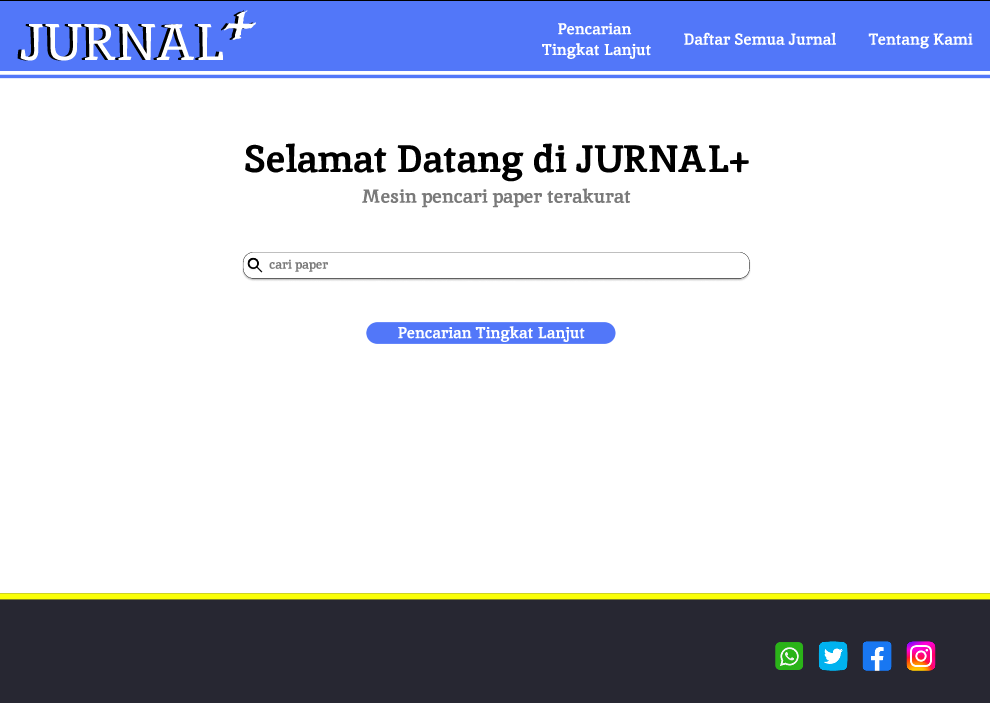 JURNAL+
Pencarian
Tingkat Lanjut
Daftar Semua Jurnal
Tentang Kami
Selamat Datang di JURNAL+
Mesin pencari paper terakurat
cari paper
Pencarian Tingkat Lanjut